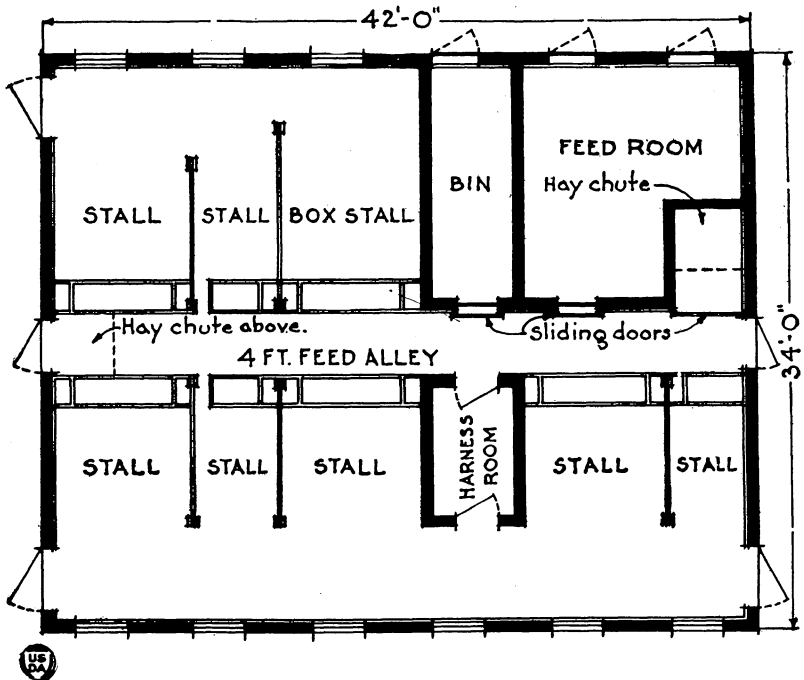 42'-0"
FEED ROOM
Hay chute
BIN
STALL
STALL
BOX STALL
Hay chute above.
Sliding doors
4 FT. FEED ALLEY
34'-0"
HARNESS
ROOM
STALL
STALL
STALL
STALL
STALL
US
DA